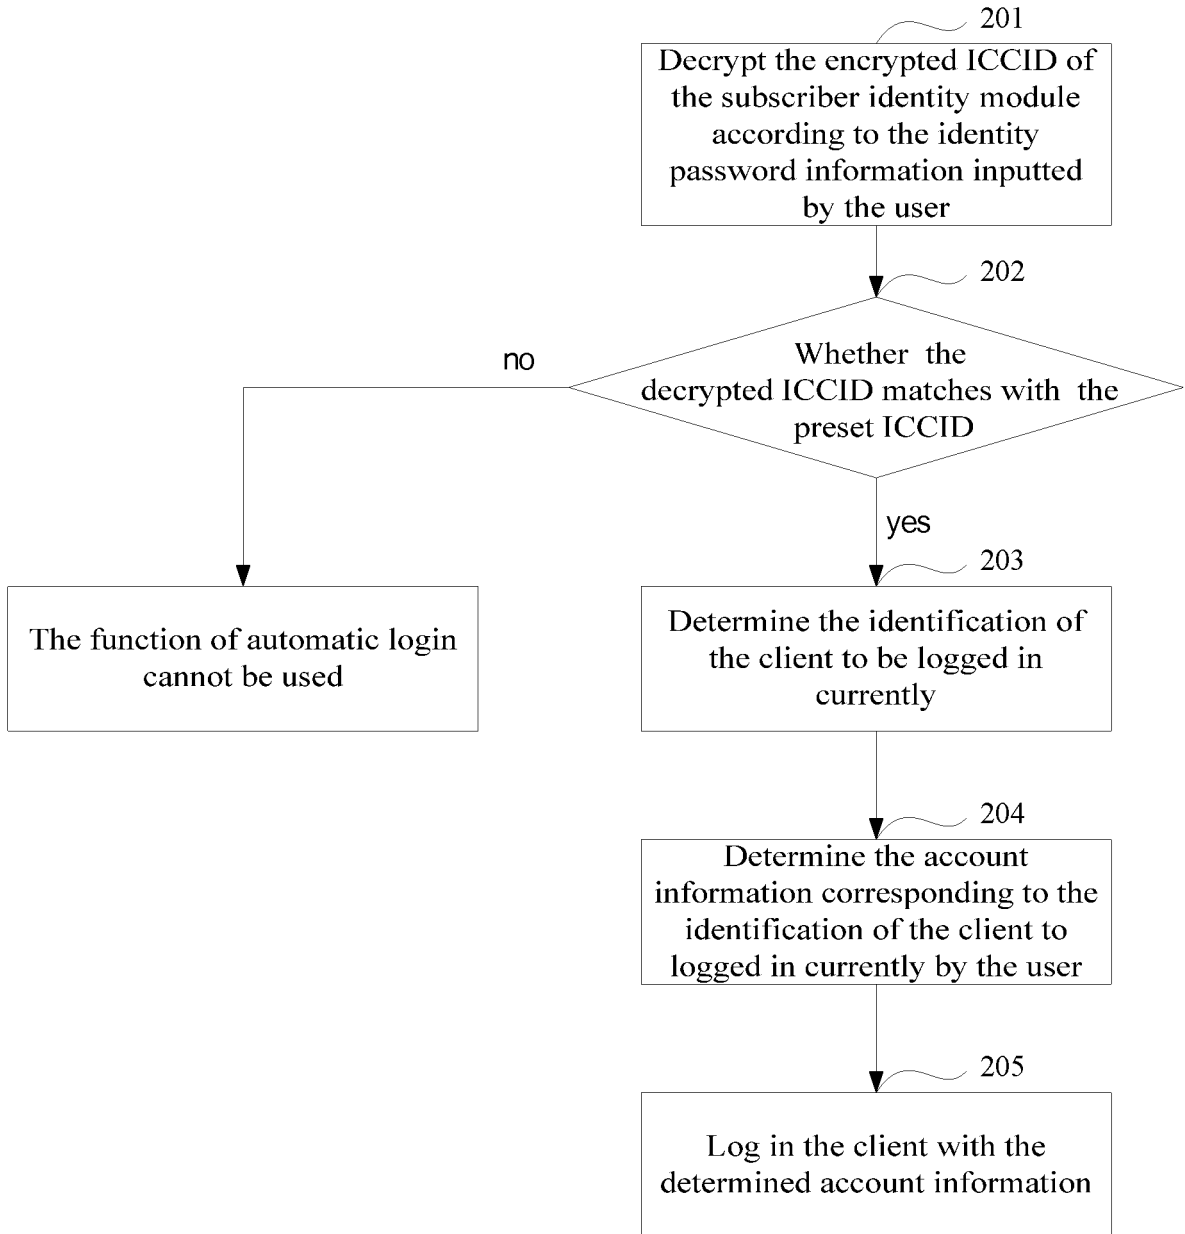 201
Decrypt the encrypted ICCID of
the subscriber identity module
according to the identity
password information inputted
by the user
202
Whether the
decrypted ICCID matches with the
preset ICCID
no
yes
203
The function of automatic login
cannot be used
Determine the identification of
the client to be logged in
currently
204
Determine the account
information corresponding to the
identification of the client to
logged in currently by the user
205
Log in the client with the
determined account information